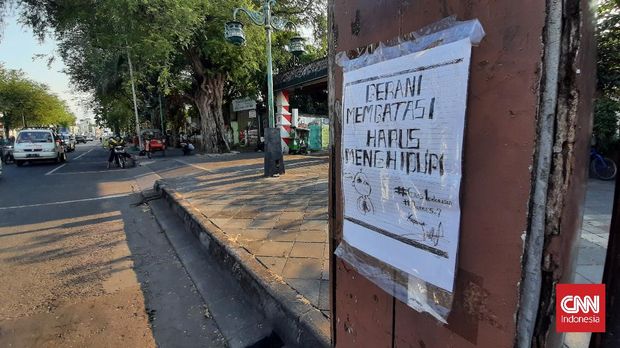 BERANI
MEMBATASI
HARUS
MENGHIDUPI
CNN
Indonesia